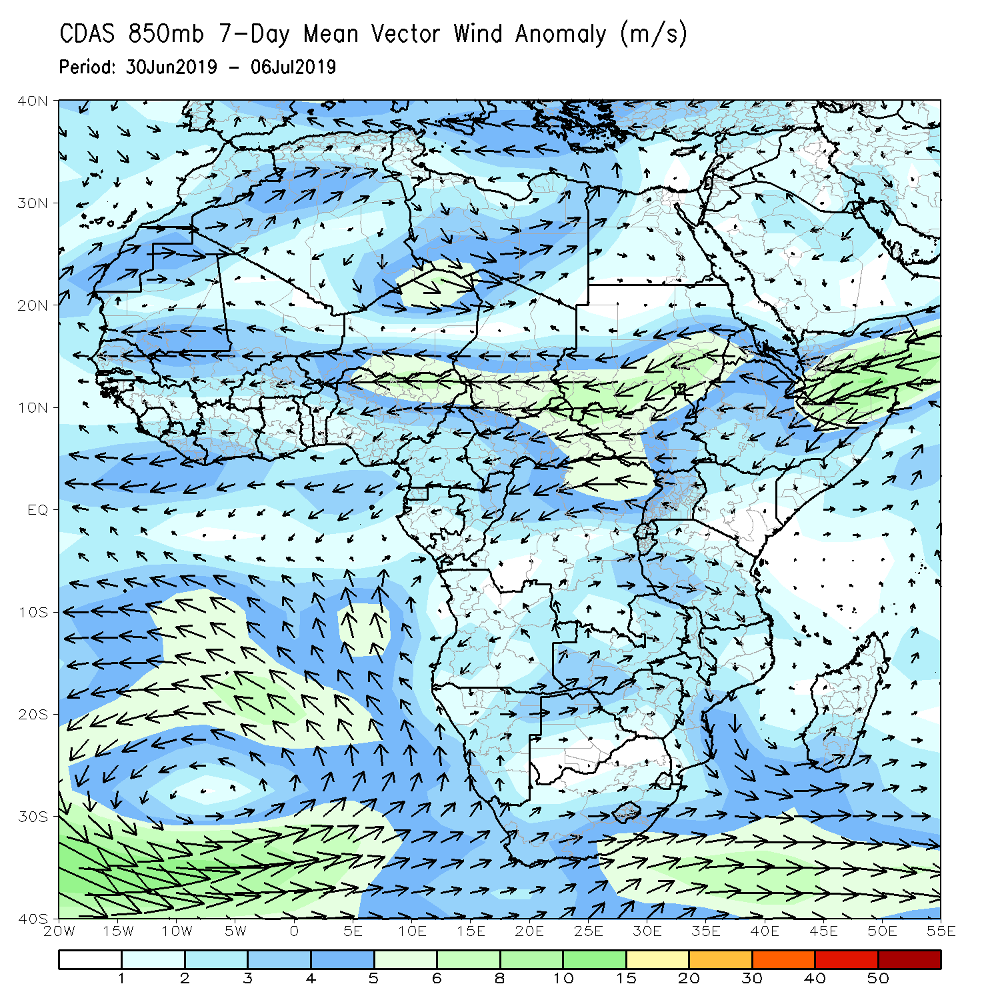 CDAS 850mb 7-Day Mean Vector Wind Anomaly (m/s)
Period: 30Jun2019 - 06Jul2019
40N
30N
20N
10N
EQ
10S
20S
30S
40S
20W 15W 10W 5W 0 5E 10E 15E 20E 25E 30E 35E 40E 45E 50E 55E
1 2 3 4 5 6 8 10 15 20 30 40 50